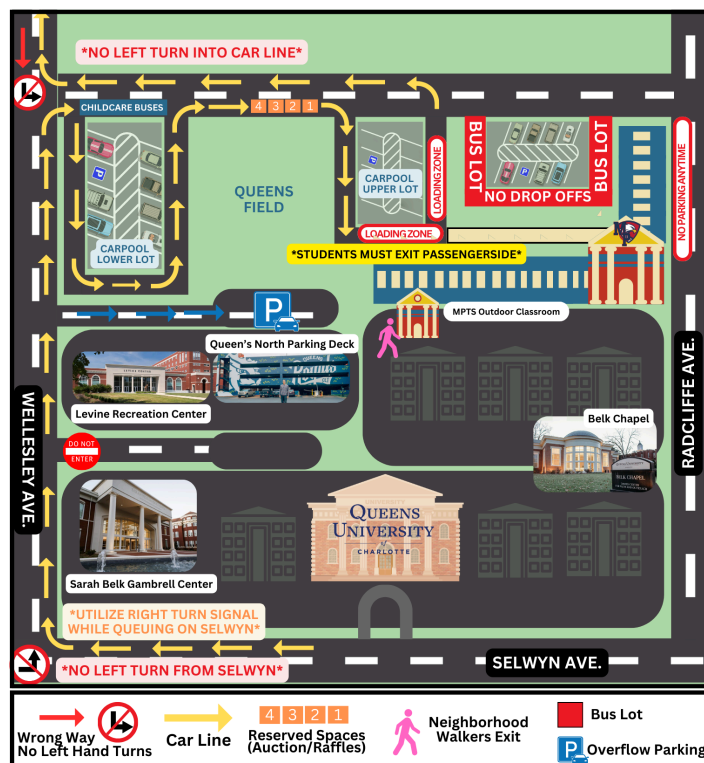 *NO LEFT TURN INTO CAR LINE*
CHILDCARE BUSES
4 3 2 1
P
CARPOOL
LOWER LOT
QUEENS
FIELD
P
CARPOOL
UPPER LOT
LOADING ZONE
LOADING ZONE
BUS LOT
P
BUS LOT
NO DROP OFFS
NO PARKING ANYTIME
*STUDENTS MUST EXIT PASSENGERSIDE*
MPTS Outdoor Classroom
P
Queen's North Parking Deck
Levine Recreation Center
WELLESLEY AVE.
RADCLIFFE AVE.
Belk Chapel
BELK CHAPEL
DO NOT
ENTER
QUEENS
UNIVERSITY
of
CHARLOTTE
Sarah Belk Gambrell Center
*UTILIZE RIGHT TURN SIGNAL
WHILE QUEUING ON SELWYN*
*NO LEFT TURN FROM SELWYN*
SELWYN AVE.
Wrong Way
No Left Hand Turns
Car Line
4 3 2 1
Reserved Spaces
(Auction/Raffles)
Neighborhood
Walkers Exit
Bus Lot
P
Overflow Parking